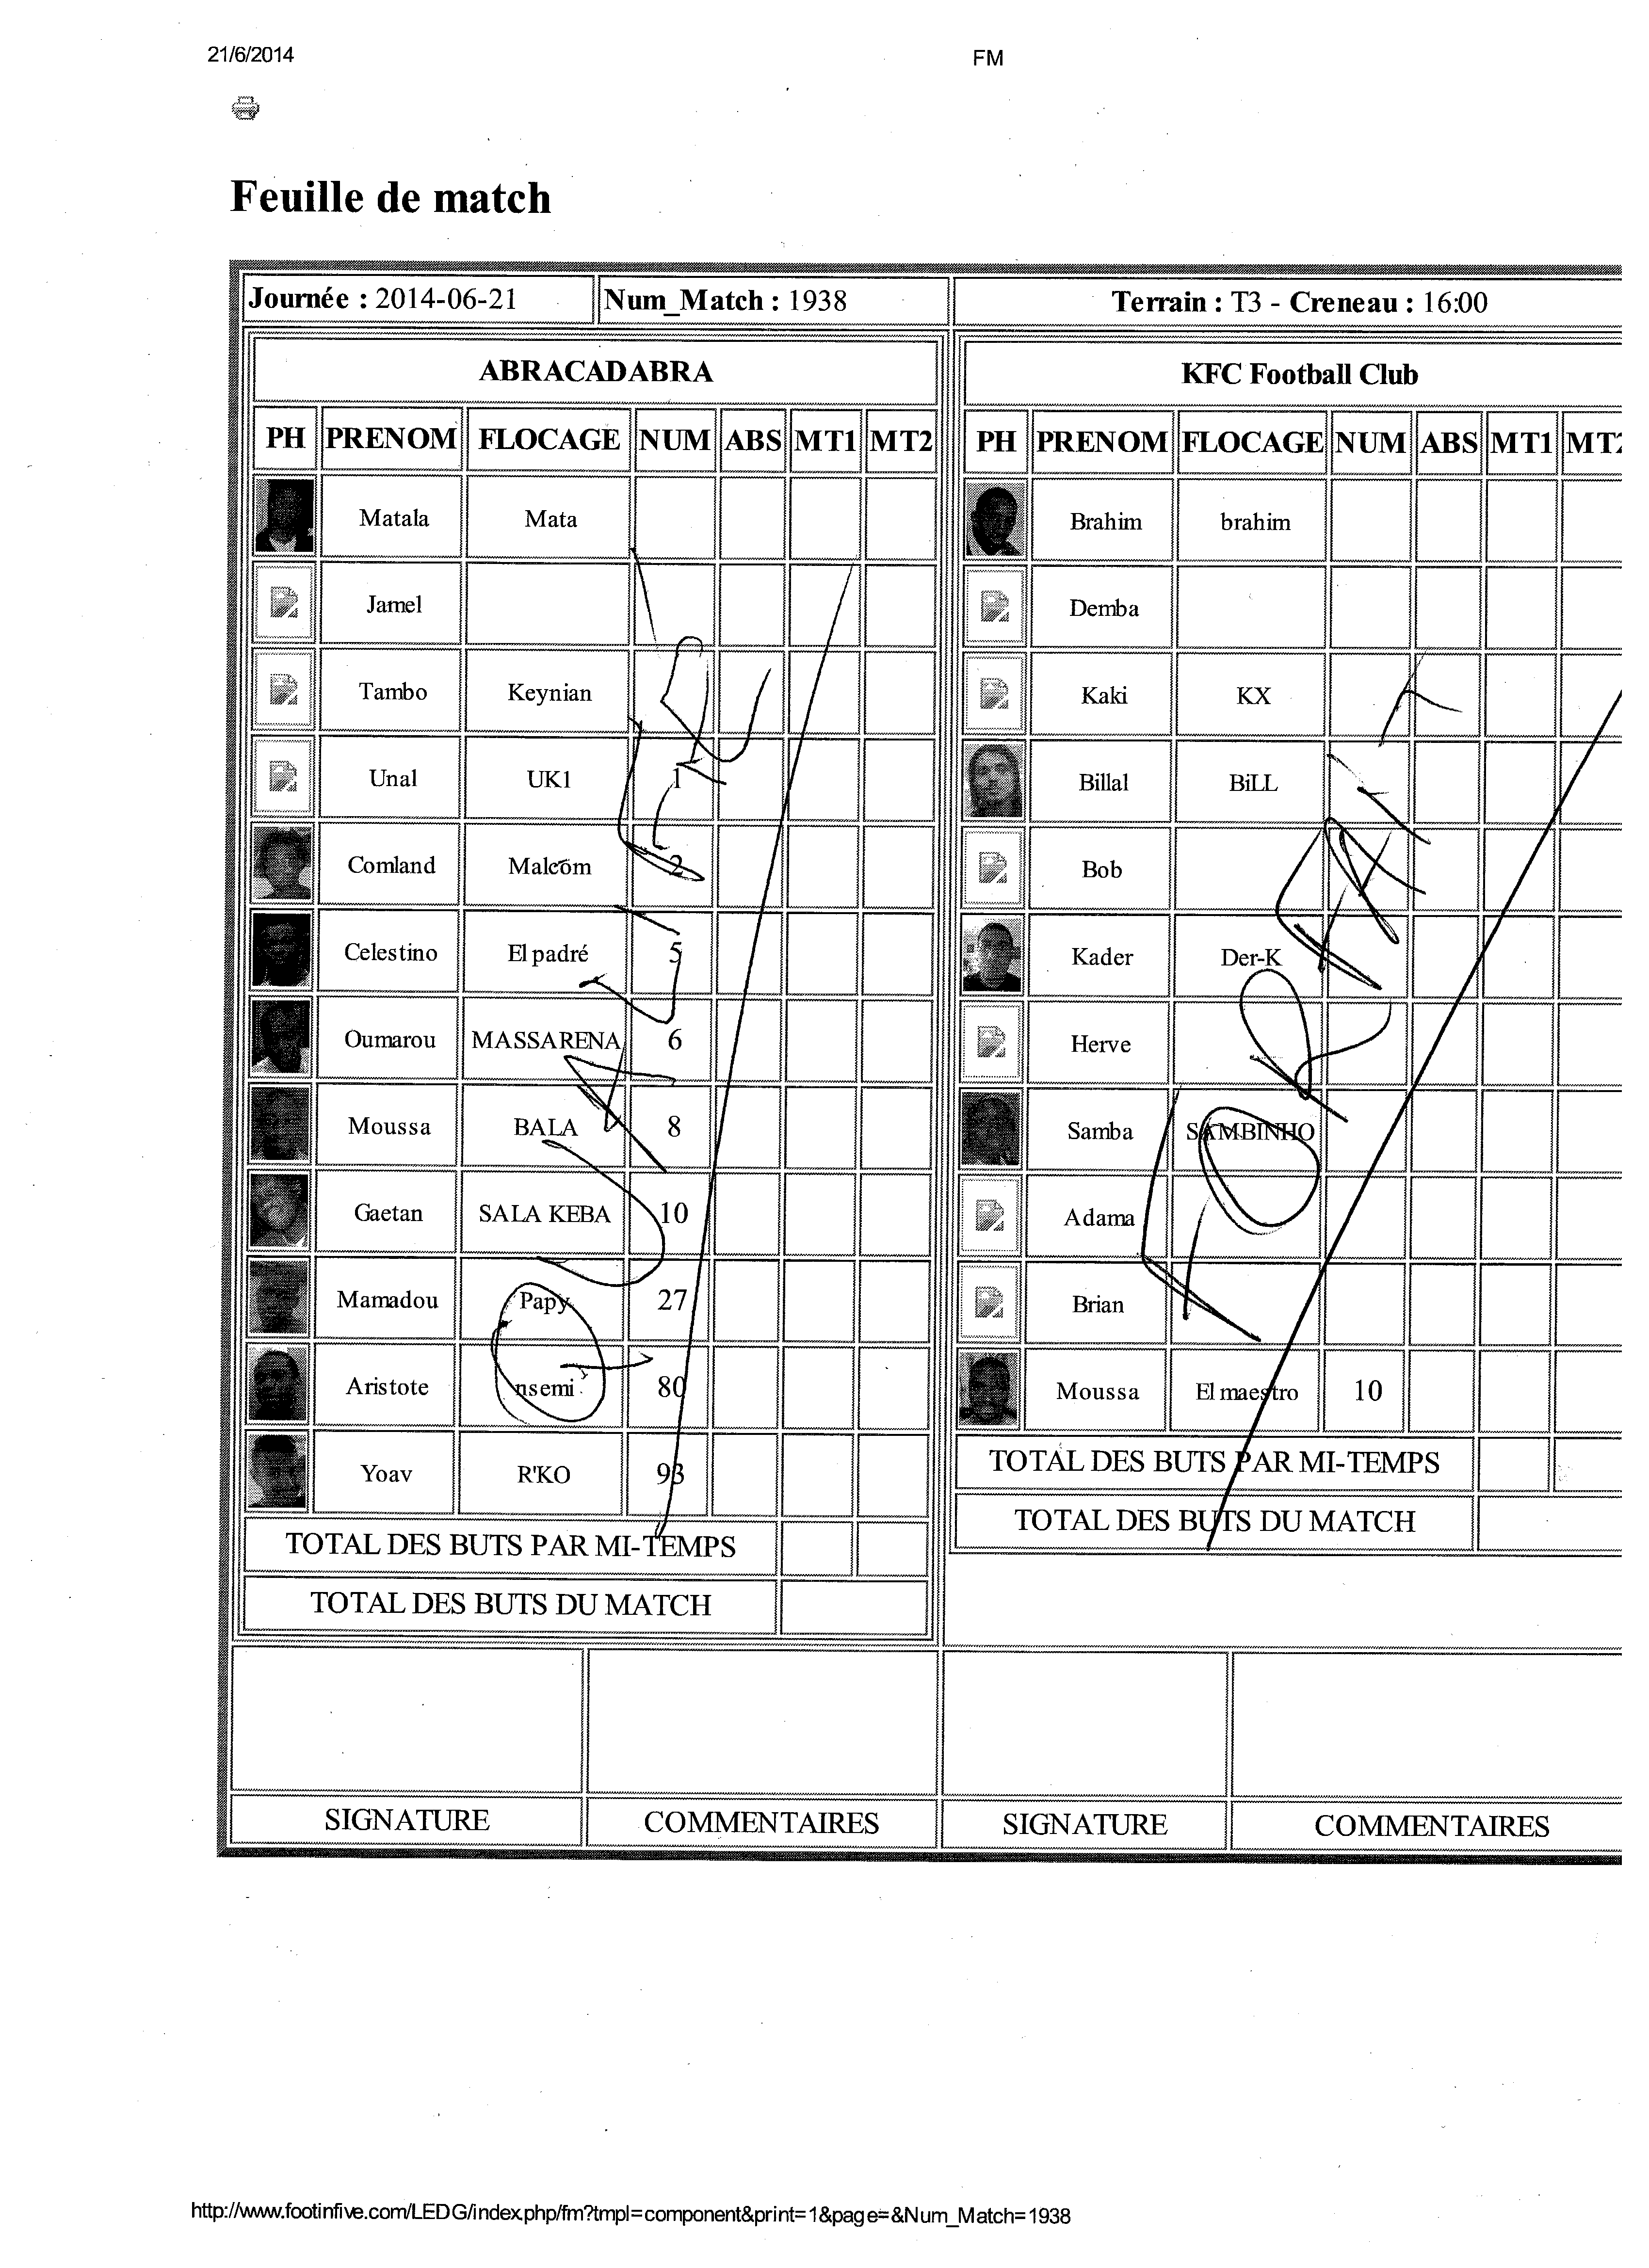 21/6/2014 FM
Feuille de match
Journée : 2014-06-21 Num_Match : 1938 Terrain : T3 - Creneau : 16:00
ABRACADABRA
PH PRENOM FLOCAGE NUM ABS MT1 MT2
Matala Mata
Jamel
Tambo Keynian
Unal UK1 1
Comland Malcom 2
Celestino El padré 5
Oumarou MASSARENA 6
Moussa BALA 8
Gaetan SALA KEBA 10
Mamadou Papy 27
Aristote nsemi 80
Yoav R'KO 93
TOTAL DES BUTS PAR MI-TEMPS
TOTAL DES BUTS DU MATCH
KFC Football Club
PH PRENOM FLOCAGE NUM ABS MT1 MT2
Brahim brahim
Demba
Kaki KX
Billal BiLL
Bob
Kader Der-K
Herve
Samba SAMBINHO
Adama
Brian
Moussa El maestro 10
TOTAL DES BUTS PAR MI-TEMPS
TOTAL DES BUTS DU MATCH
FORFAIT
SIGNATURE COMMENTAIRES SIGNATURE COMMENTAIRES
http://www.footinfive.com/LEDG/index.php/fm?tmpl=component&print=1&page=&Num_Match=1938